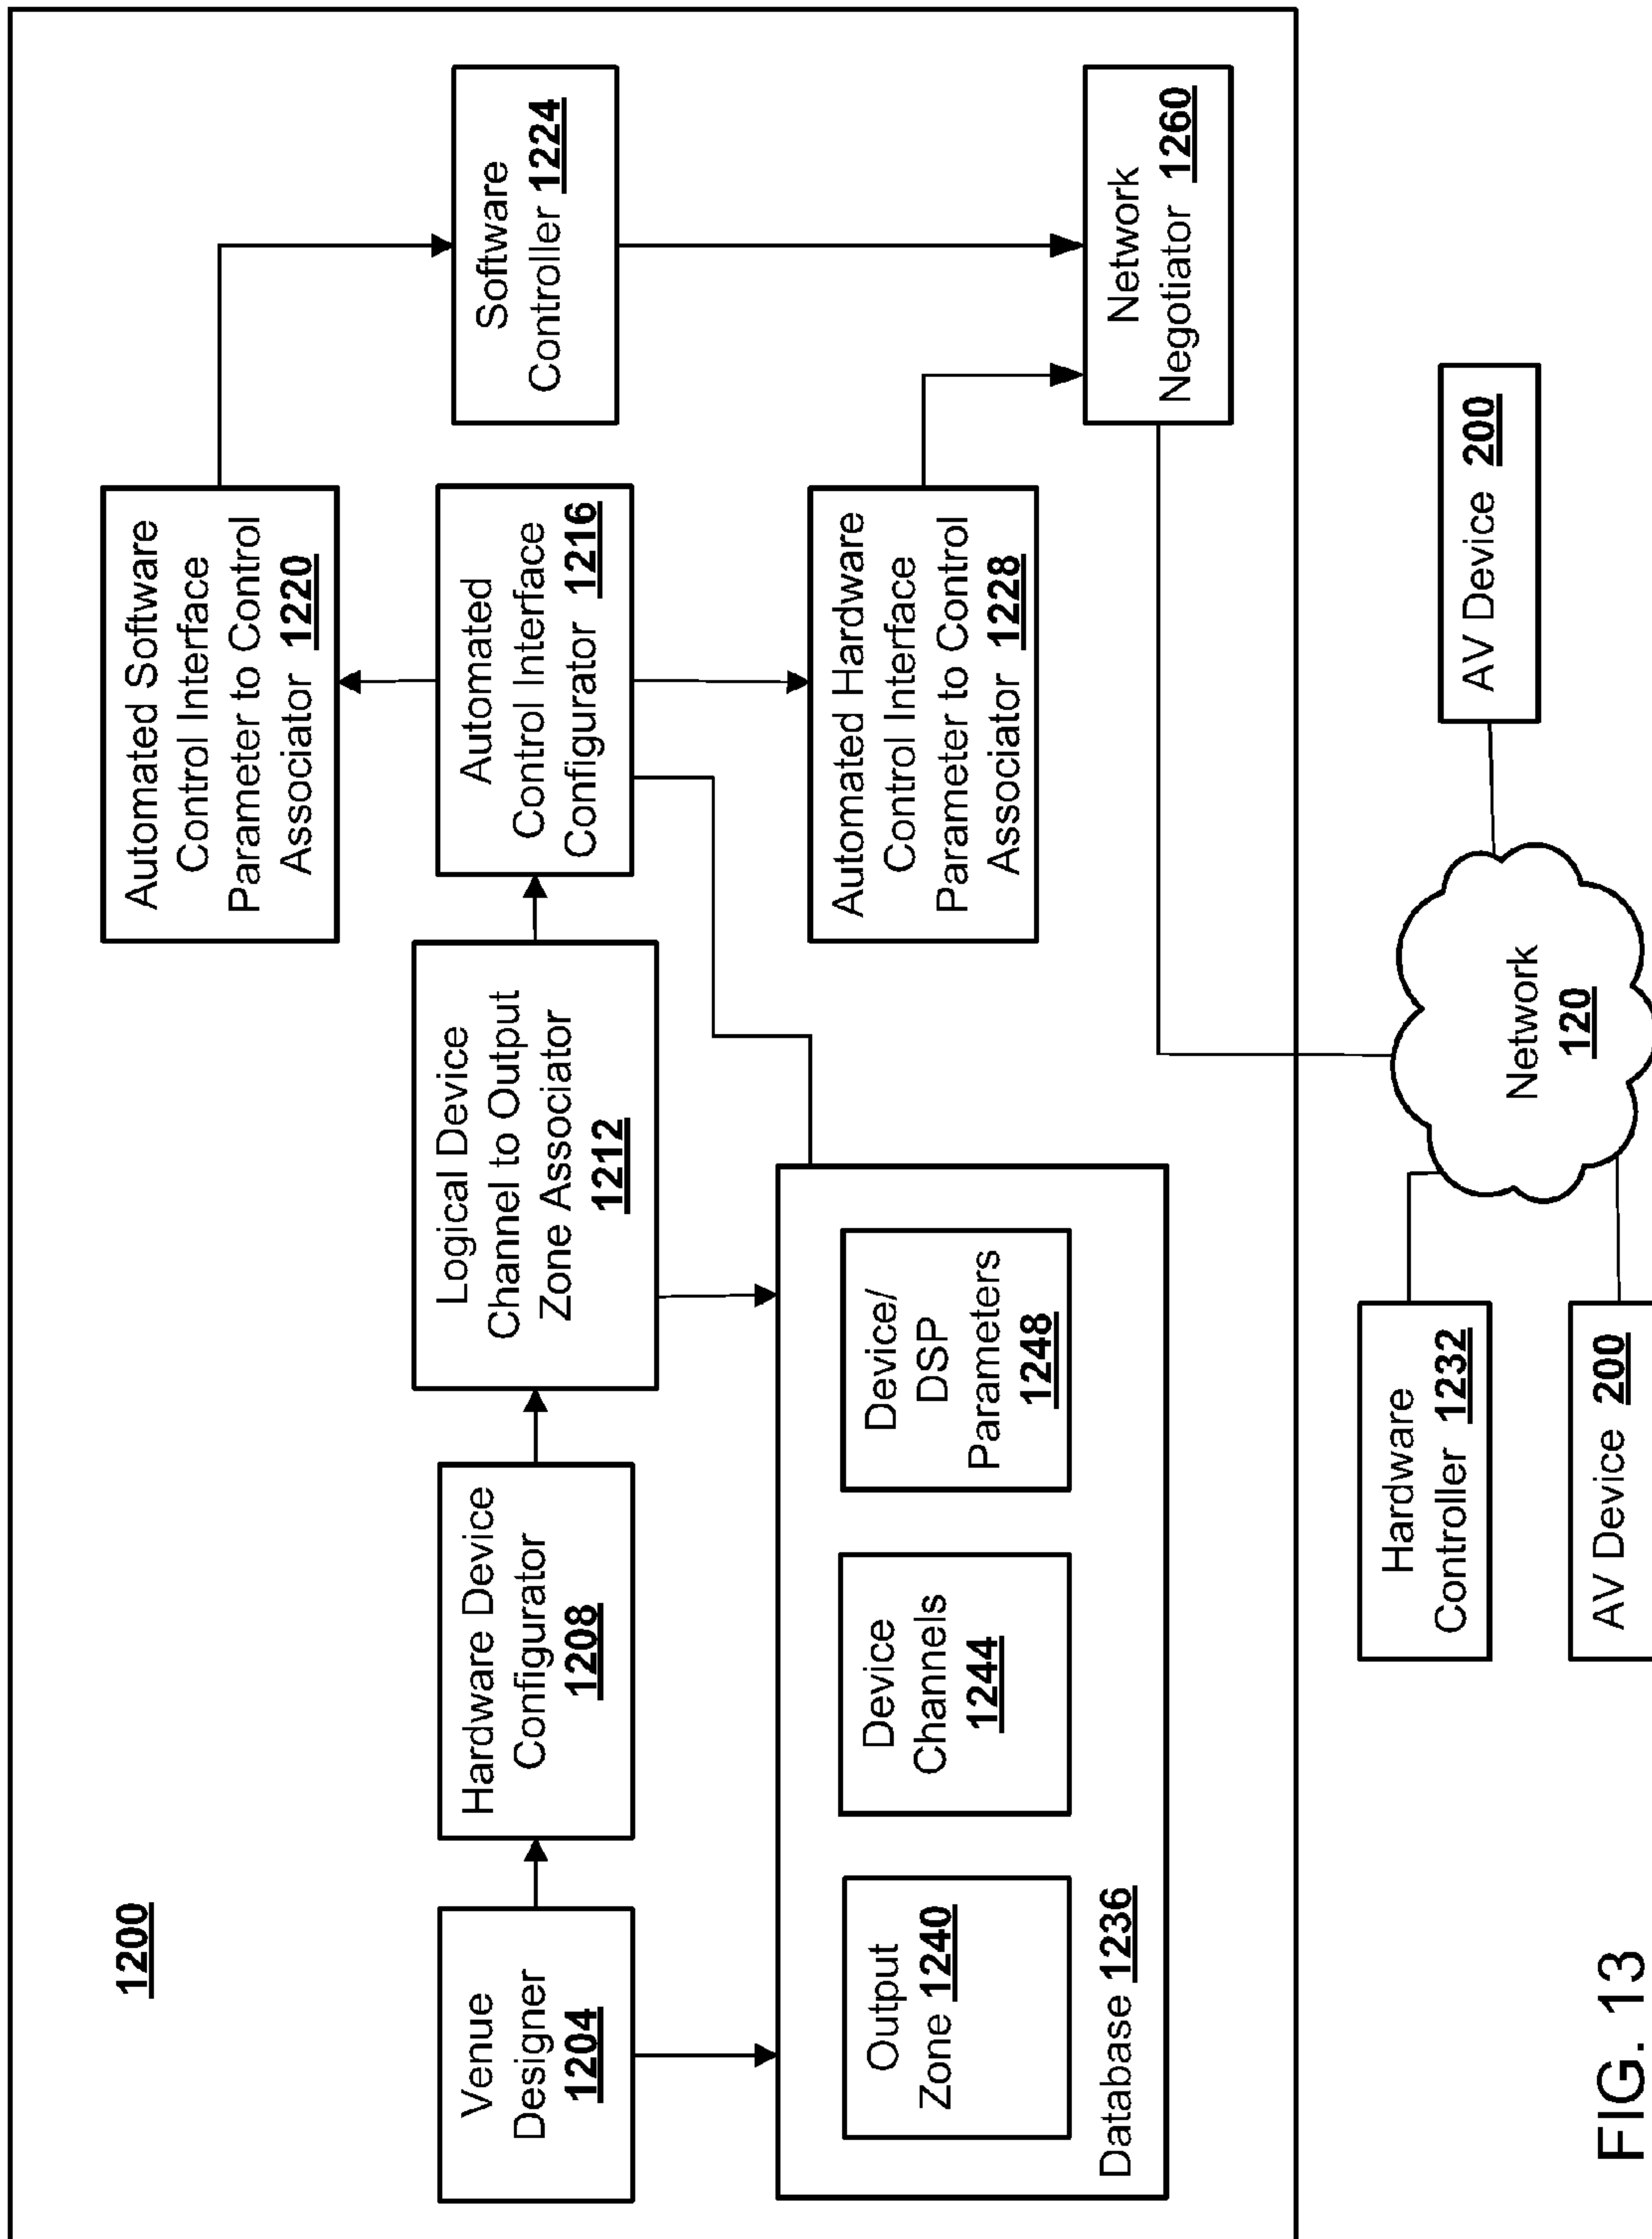 1200
Venue
Designer
1204
Hardware Device
Configurator
1208
Logical Device
Channel to Output
Zone Associator
1212
Automated
Control Interface
Configurator 1216
Automated Software
Control Interface
Parameter to Control
Associator 1220
Software
Controller 1224
Automated Hardware
Control Interface
Parameter to Control
Associator 1228
Network
Negotiator 1260
Output
Zone 1240
Device
Channels
1244
Device/
DSP
Parameters
1248
Database 1236
Hardware
Controller 1232
AV Device 200
Network
120
AV Device 200
FIG. 13